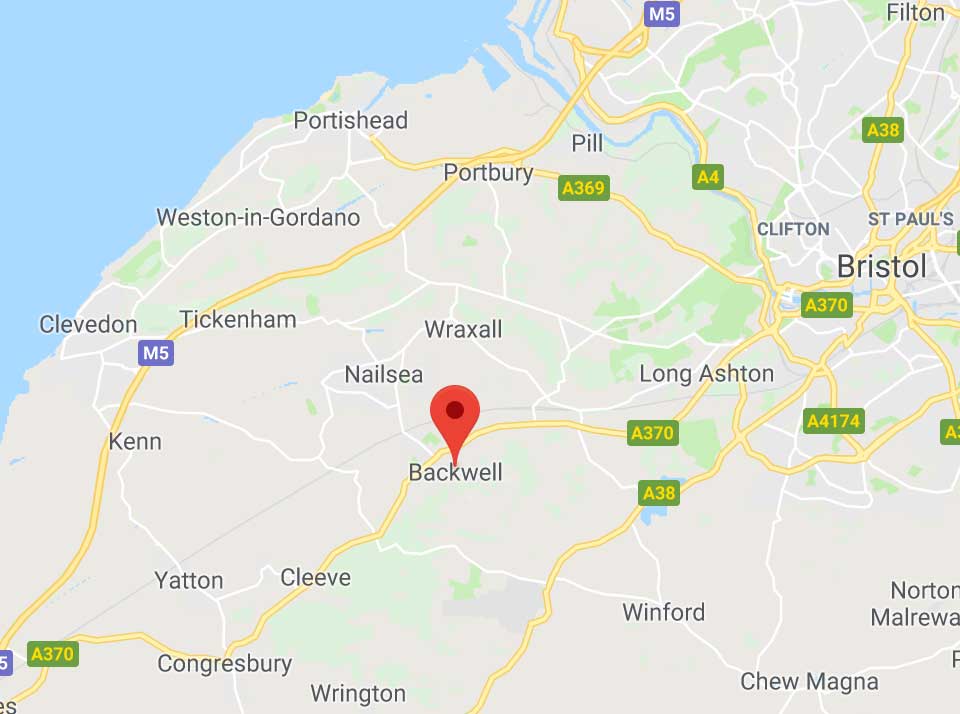 M5
Filton
Portishead
Pill
A38
Portbury
A369
A4
Weston-in-Gordano
CLIFTON
ST PAUL'S
Bristol
Clevedon
Tickenham
Wraxall
A370
M5
Nailsea
Long Ashton
Kenn
A370
A4174
Backwell
A38
Yatton
Cleeve
Winford
Norton
Malrewa
A370
5
Congresbury
Wrington
Chew Magna
es